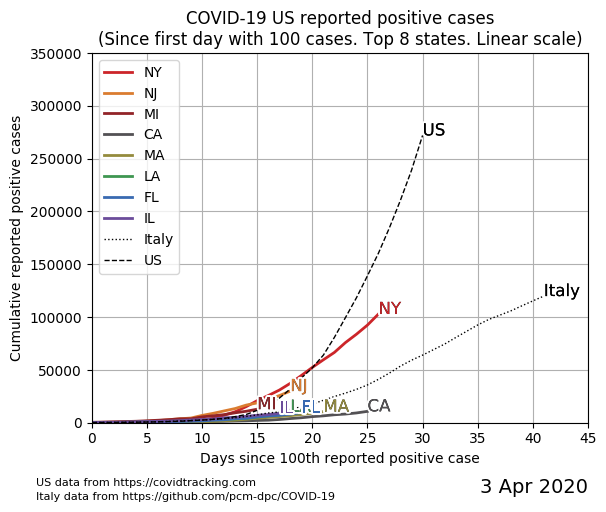 COVID-19 US reported positive cases
(Since first day with 100 cases. Top 8 states. Linear scale)
Cumulative reported positive cases
350000
300000
250000
200000
150000
100000
50000
0
NY
NJ
MI
CA
MA
LA
FL
IL
Italy
US
US
Italy
NY
NJ
MI
IL
FL
MA
CA
0 5 10 15 20 25 30 35 40 45
Days since 100th reported positive case
US data from https://covidtracking.com
Italy data from https://github.com/pcm-dpc/COVID-19
3 Apr 2020